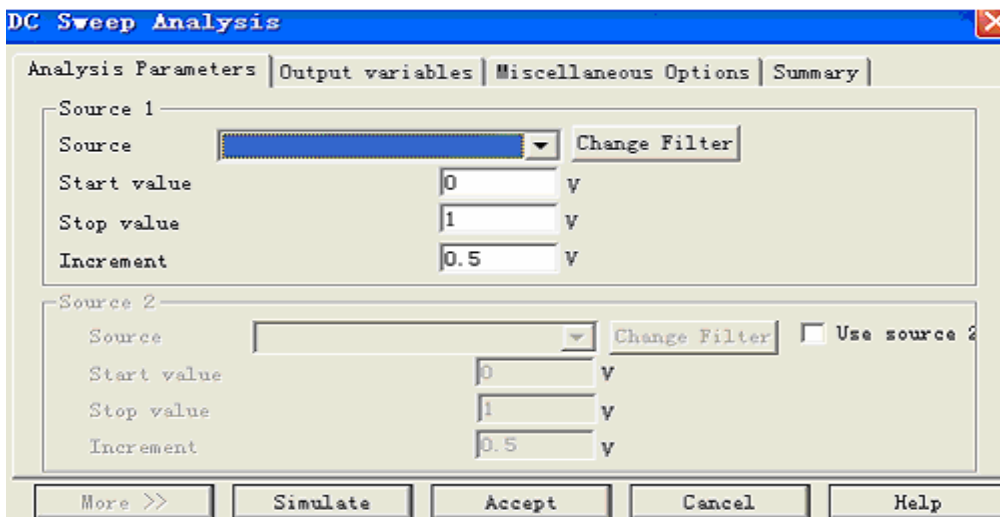 DC Sweep Analysis
Analysis Parameters Output variables Miscellaneous Options Summary
Source 1
Source Change Filter
Start value 0 V
Stop value 1 V
Increment 0.5 V
Source 2
Source Change Filter Use source 2
Start value 0 V
Stop value 1 V
Increment 0.5 V
More >> Simulate Accept Cancel Help